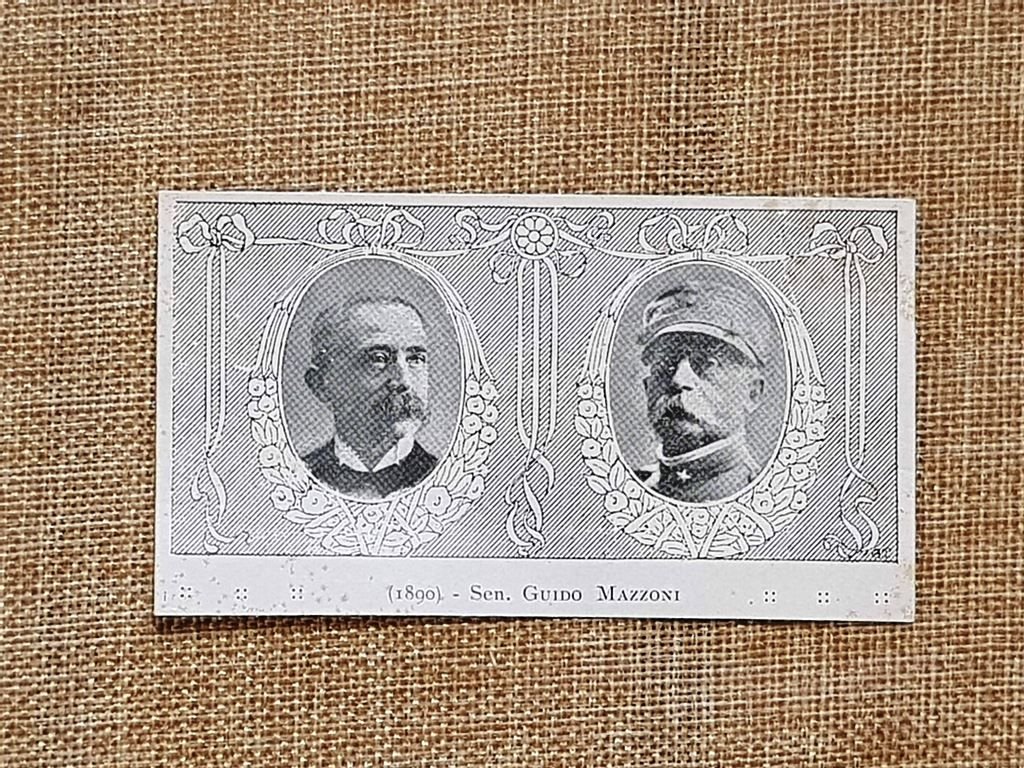 (1890) - Sen. GUIDO MAZZONI